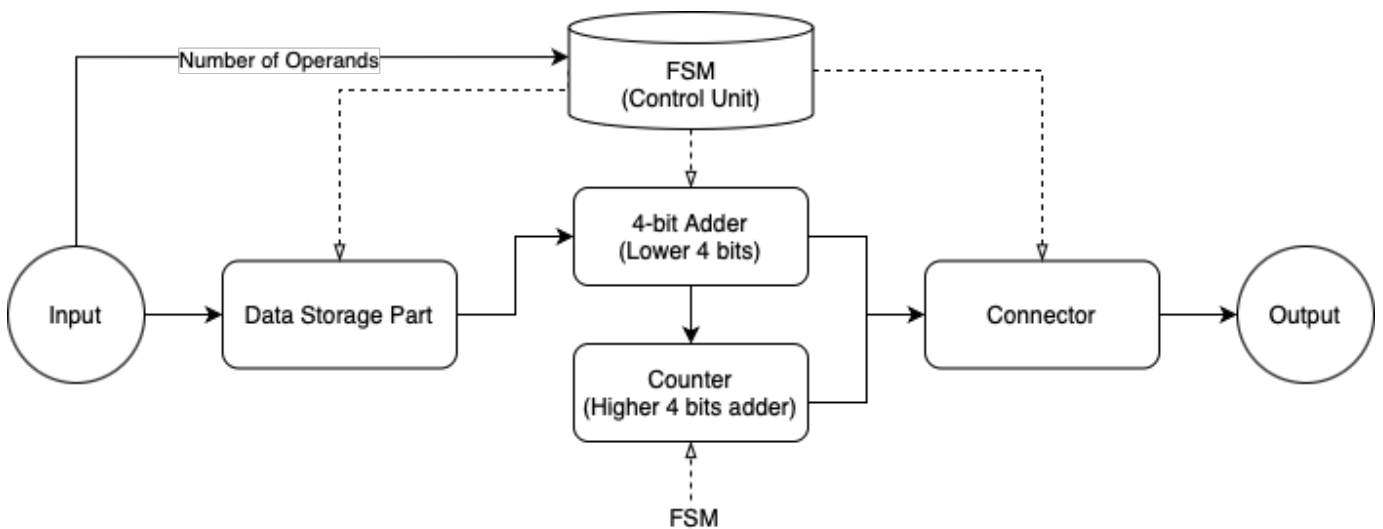 Number of Operands
FSM
(Control Unit)
4-bit Adder
(Lower 4 bits)
Input
Data Storage Part
Connector
Output
Counter
(Higher 4 bits adder)
FSM